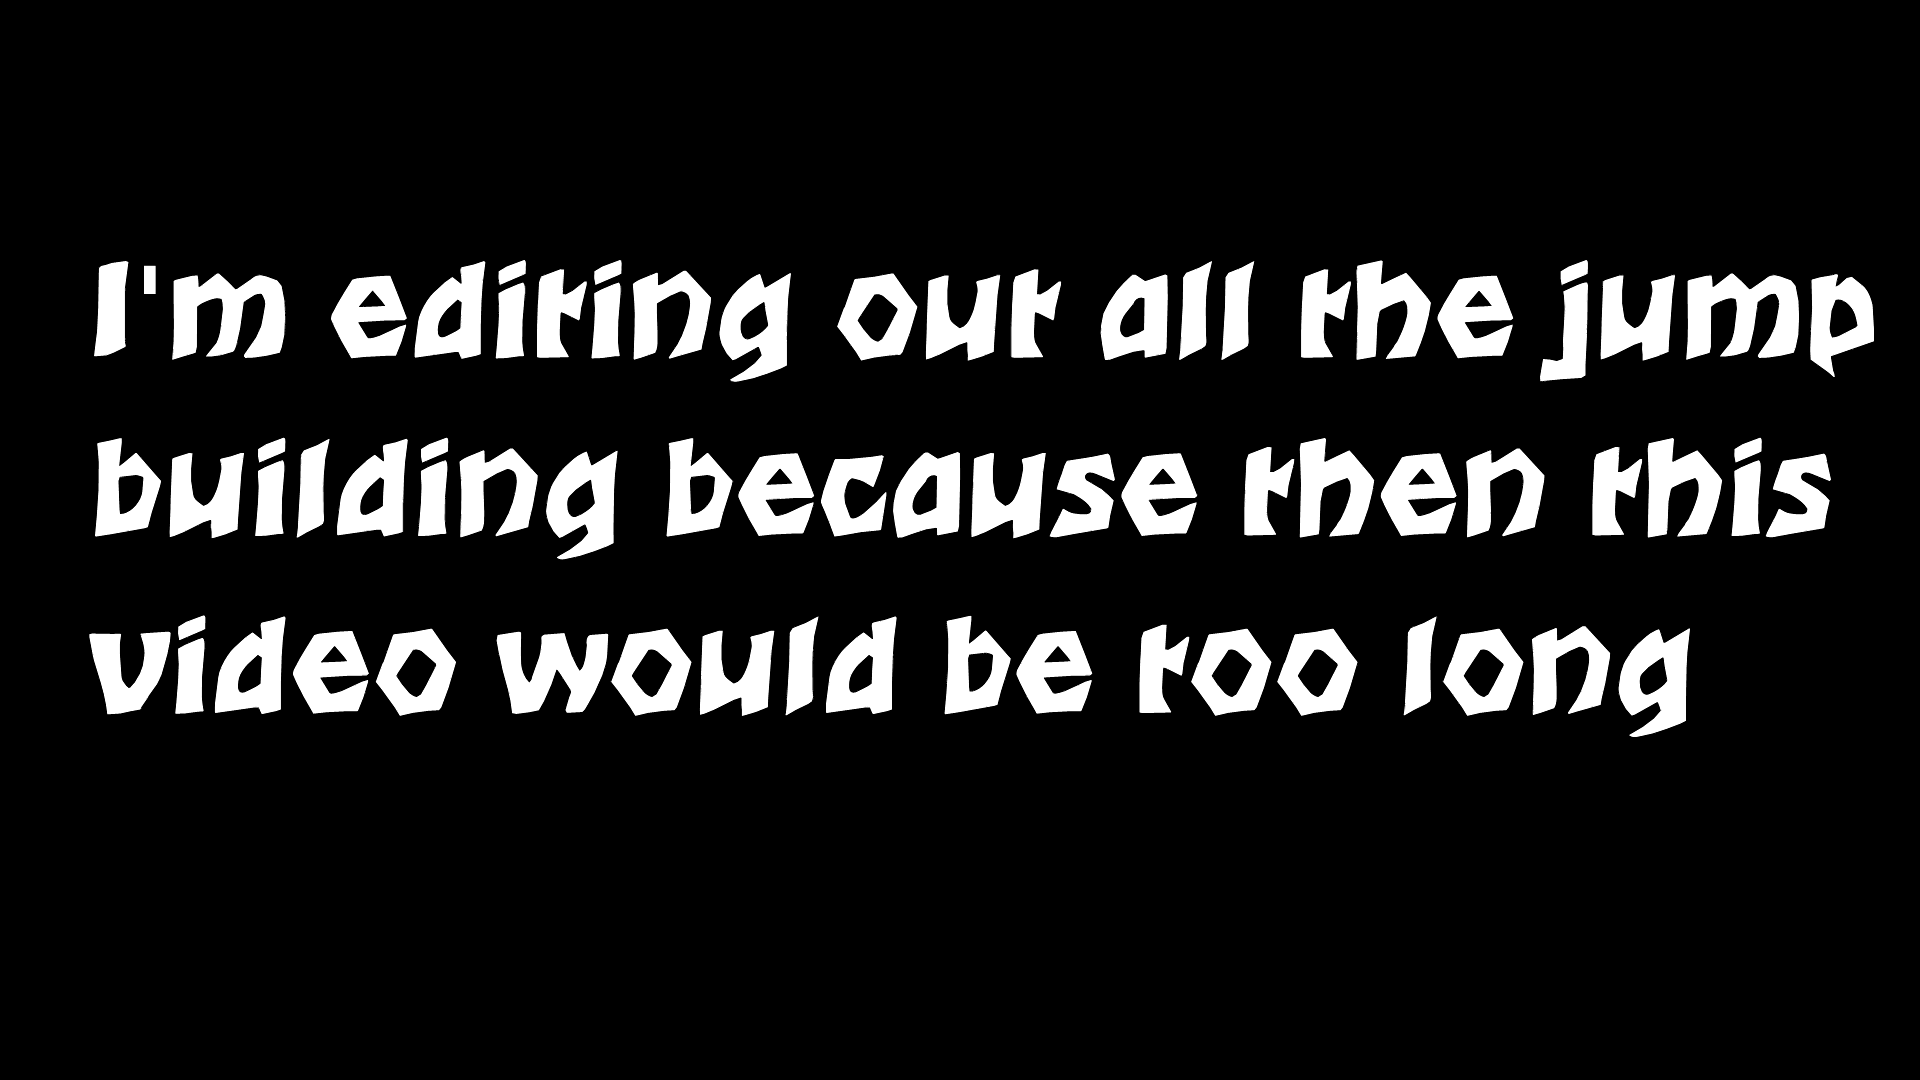 I'm editing out all the jump
building because then this
video would be too long